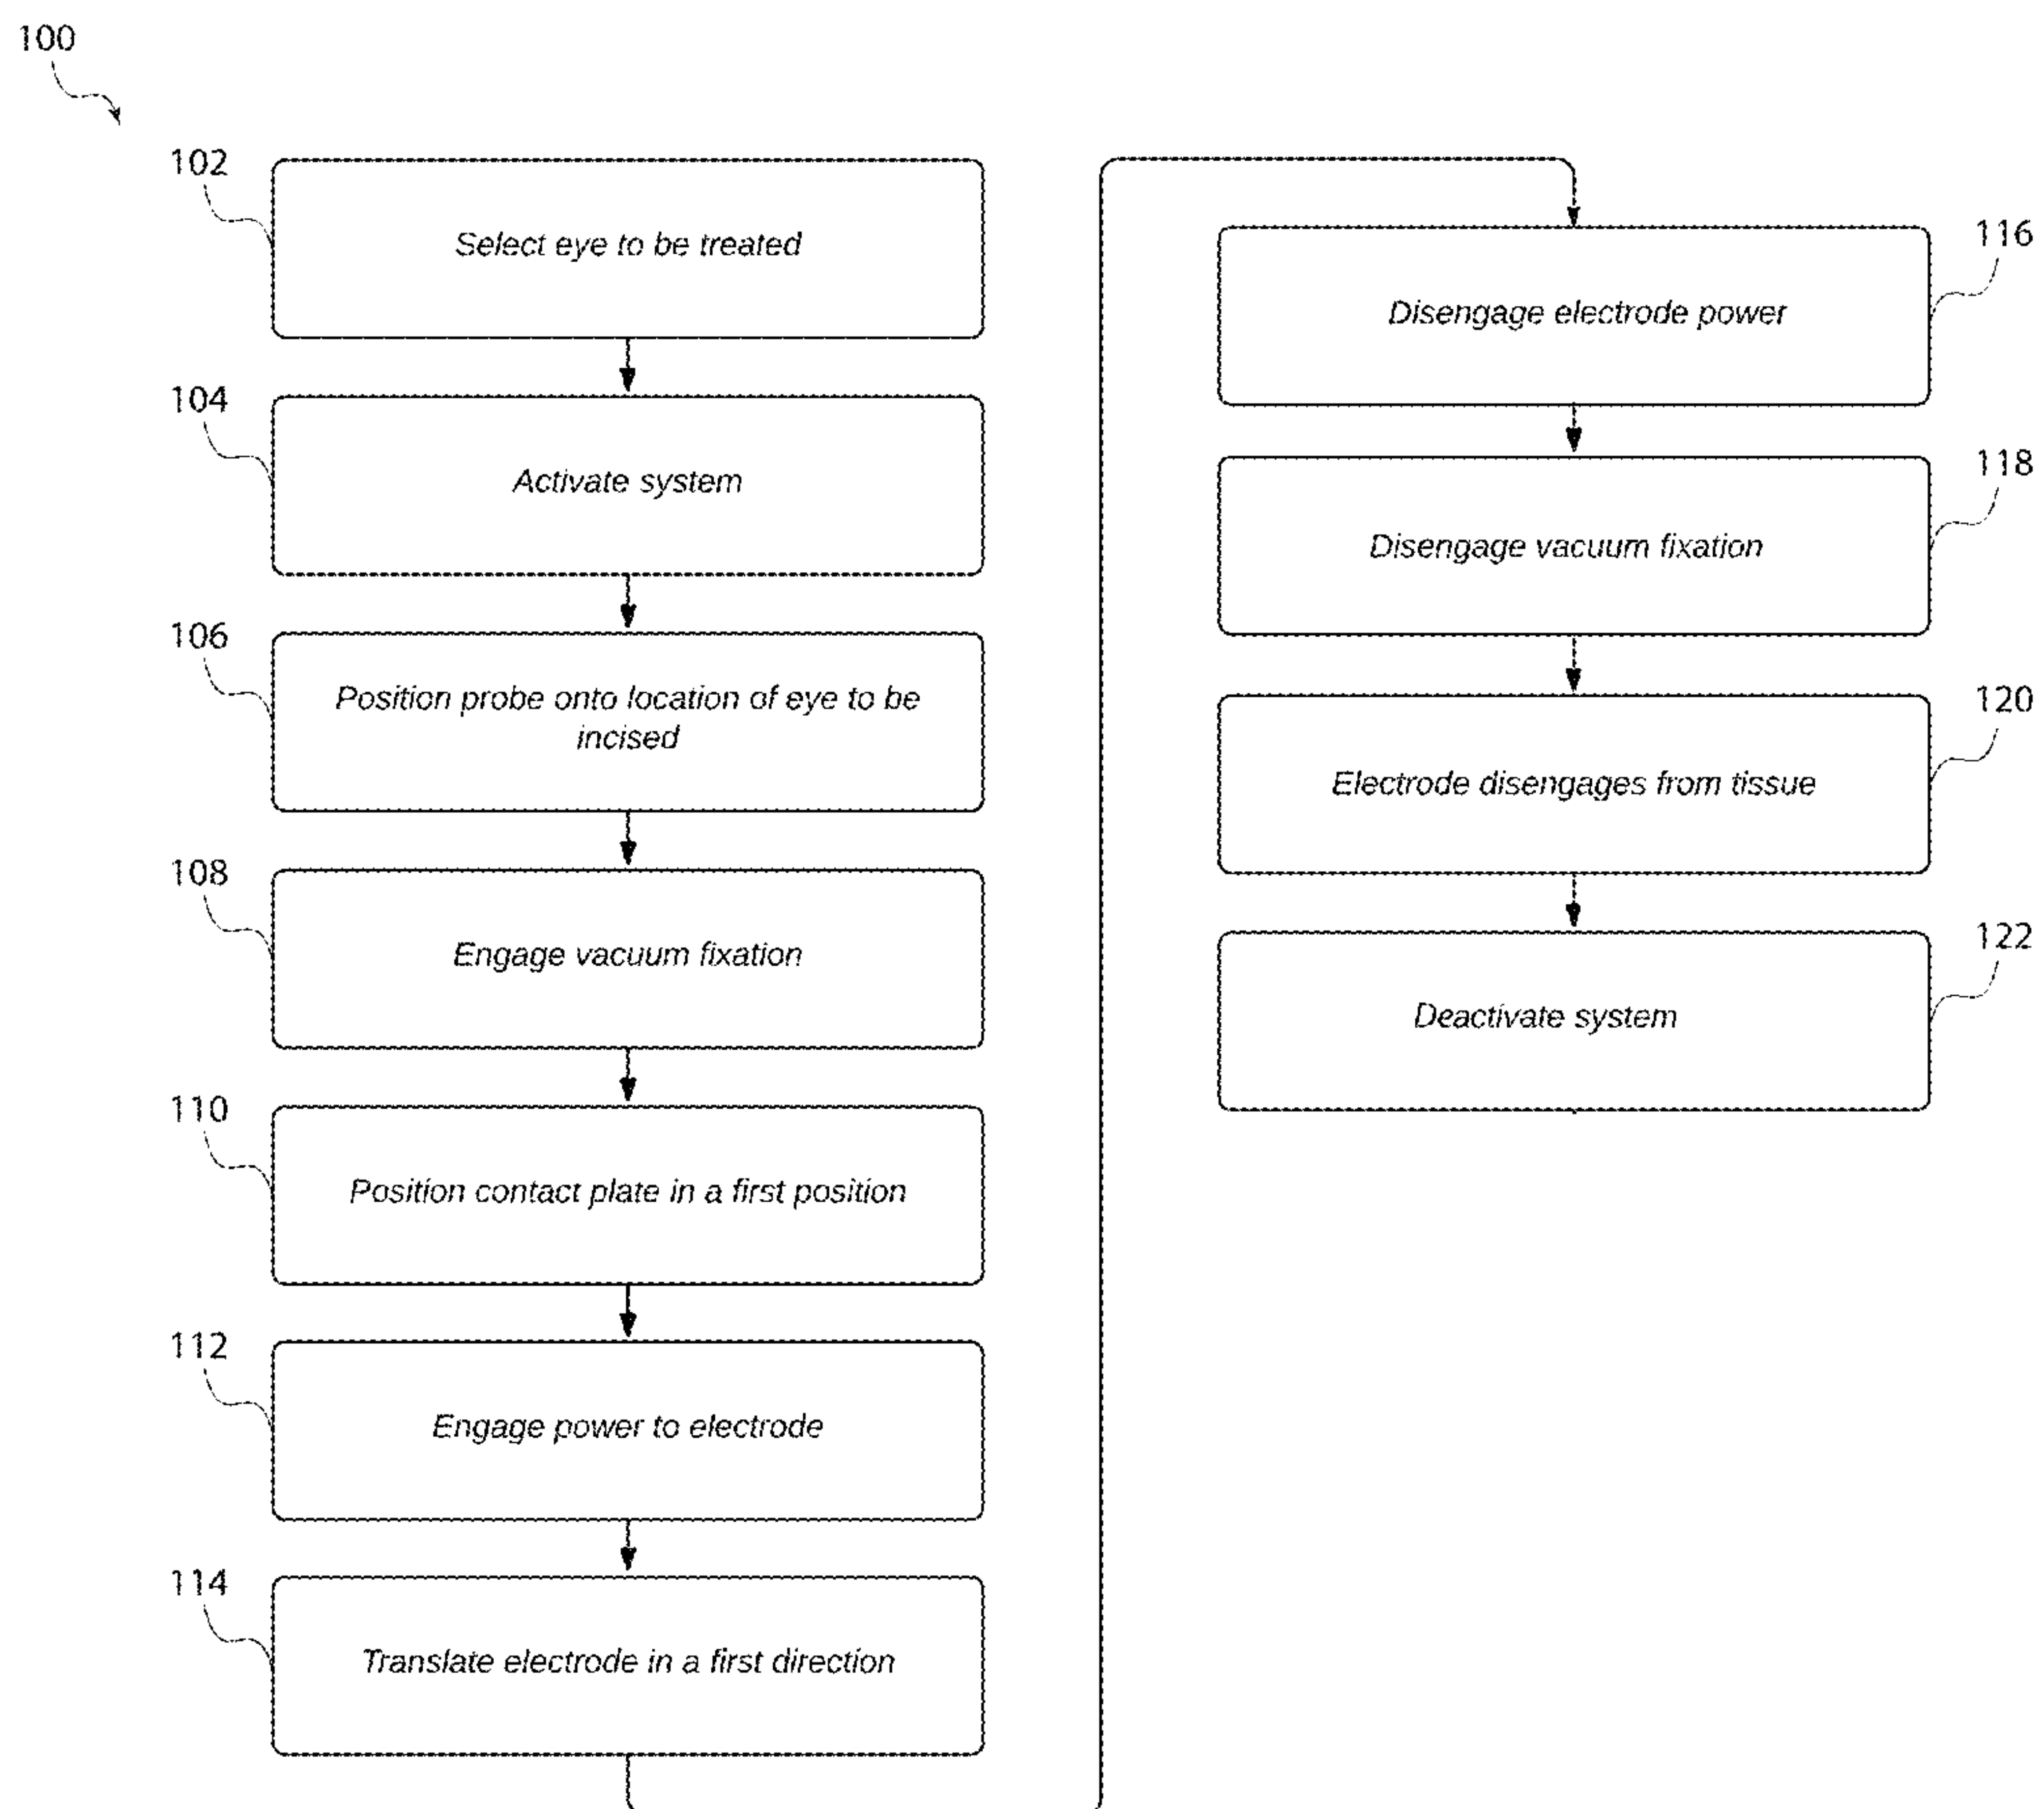 100
102
Select eye to be treated
104
Activate system
106
Position probe onto location of eye to be
incised
108
Engage vacuum fixation
110
Position contact plate in a first position
112
Engage power to electrode
114
Translate electrode in a first direction
116
Disengage electrode power
118
Disengage vacuum fixation
120
Electrode disengages from tissue
122
Deactivate system